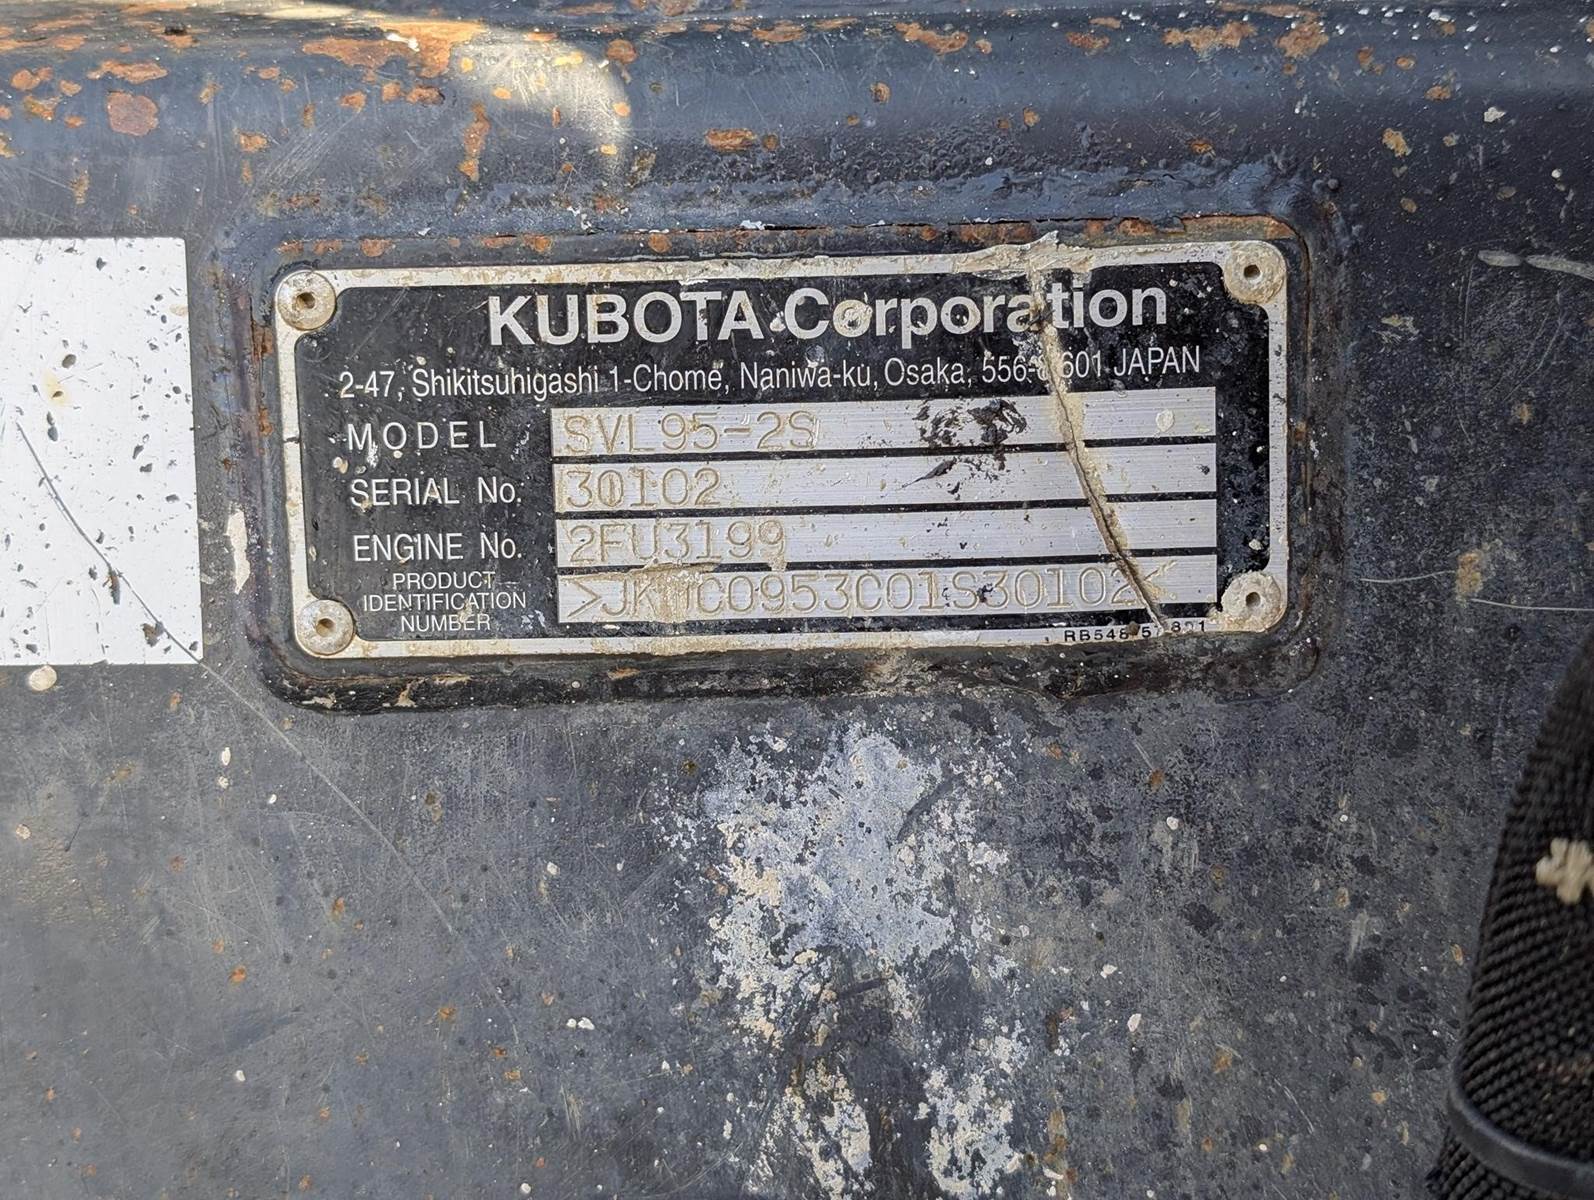 KUBOTA Corporation
2-47, Shikitsuhigashi 1-Chome, Naniwa-ku, Osaka, JAPAN
MODEL SVL95-2S
SERIAL No. 30102
ENGINE No. 2FU3199
PRODUCT
IDENTIFICATION
NUMBER